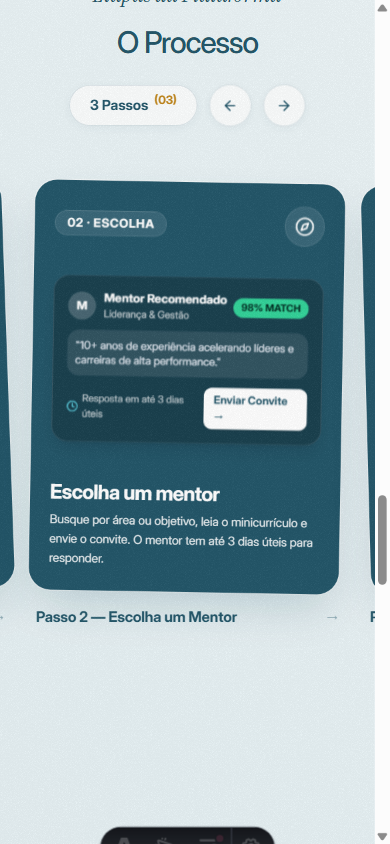 O Processo
3 Passos (03)
← →
02 · ESCOLHA
M
Mentor Recomendado
Liderança & Gestão
98% MATCH
"10+ anos de experiência acelerando líderes e
carreiras de alta performance."
Resposta em até 3 dias
úteis
Enviar Convite
→
Escolha um mentor
Busque por área ou objetivo, leia o minicurrículo e
envie o convite. O mentor tem até 3 dias úteis para
responder.
Passo 2 — Escolha um Mentor →